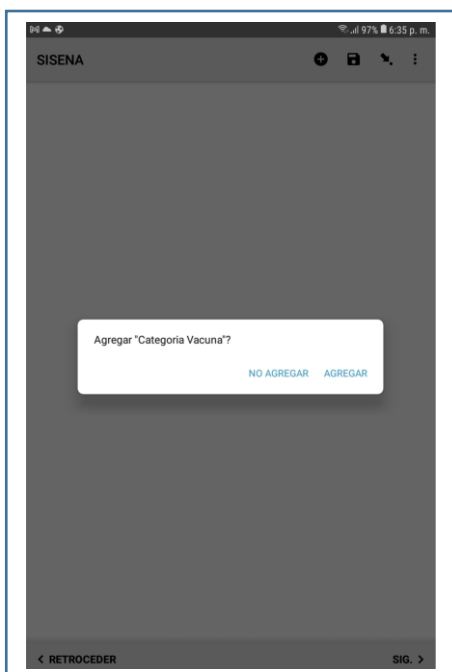 97% 6:35 p. m.
SISENA
Agregar "Categoria Vacuna"?
NO AGREGAR AGREGAR
< RETROCEDER SIG. >